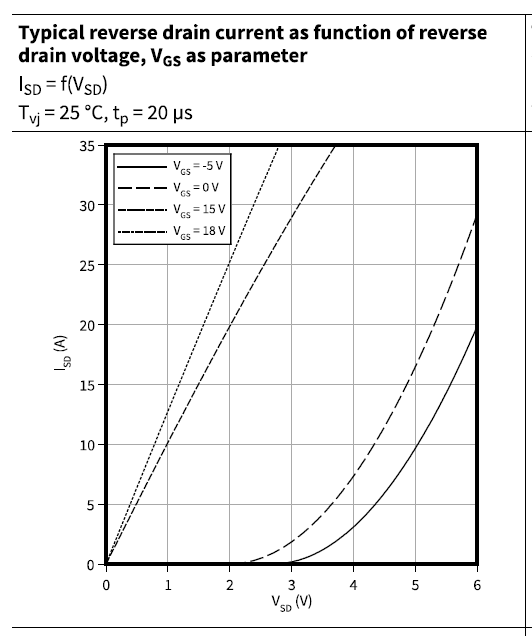 Typical reverse drain current as function of reverse
drain voltage, VGS as parameter
ISD = f(VSD)
Tvj = 25 °C, tp = 20 µs
35
30
25
20
15
10
5
0
VGS = -5 V
VGS = 0 V
VGS = 15 V
VGS = 18 V
ISD (A)
0 1 2 3 4 5 6
VSD (V)